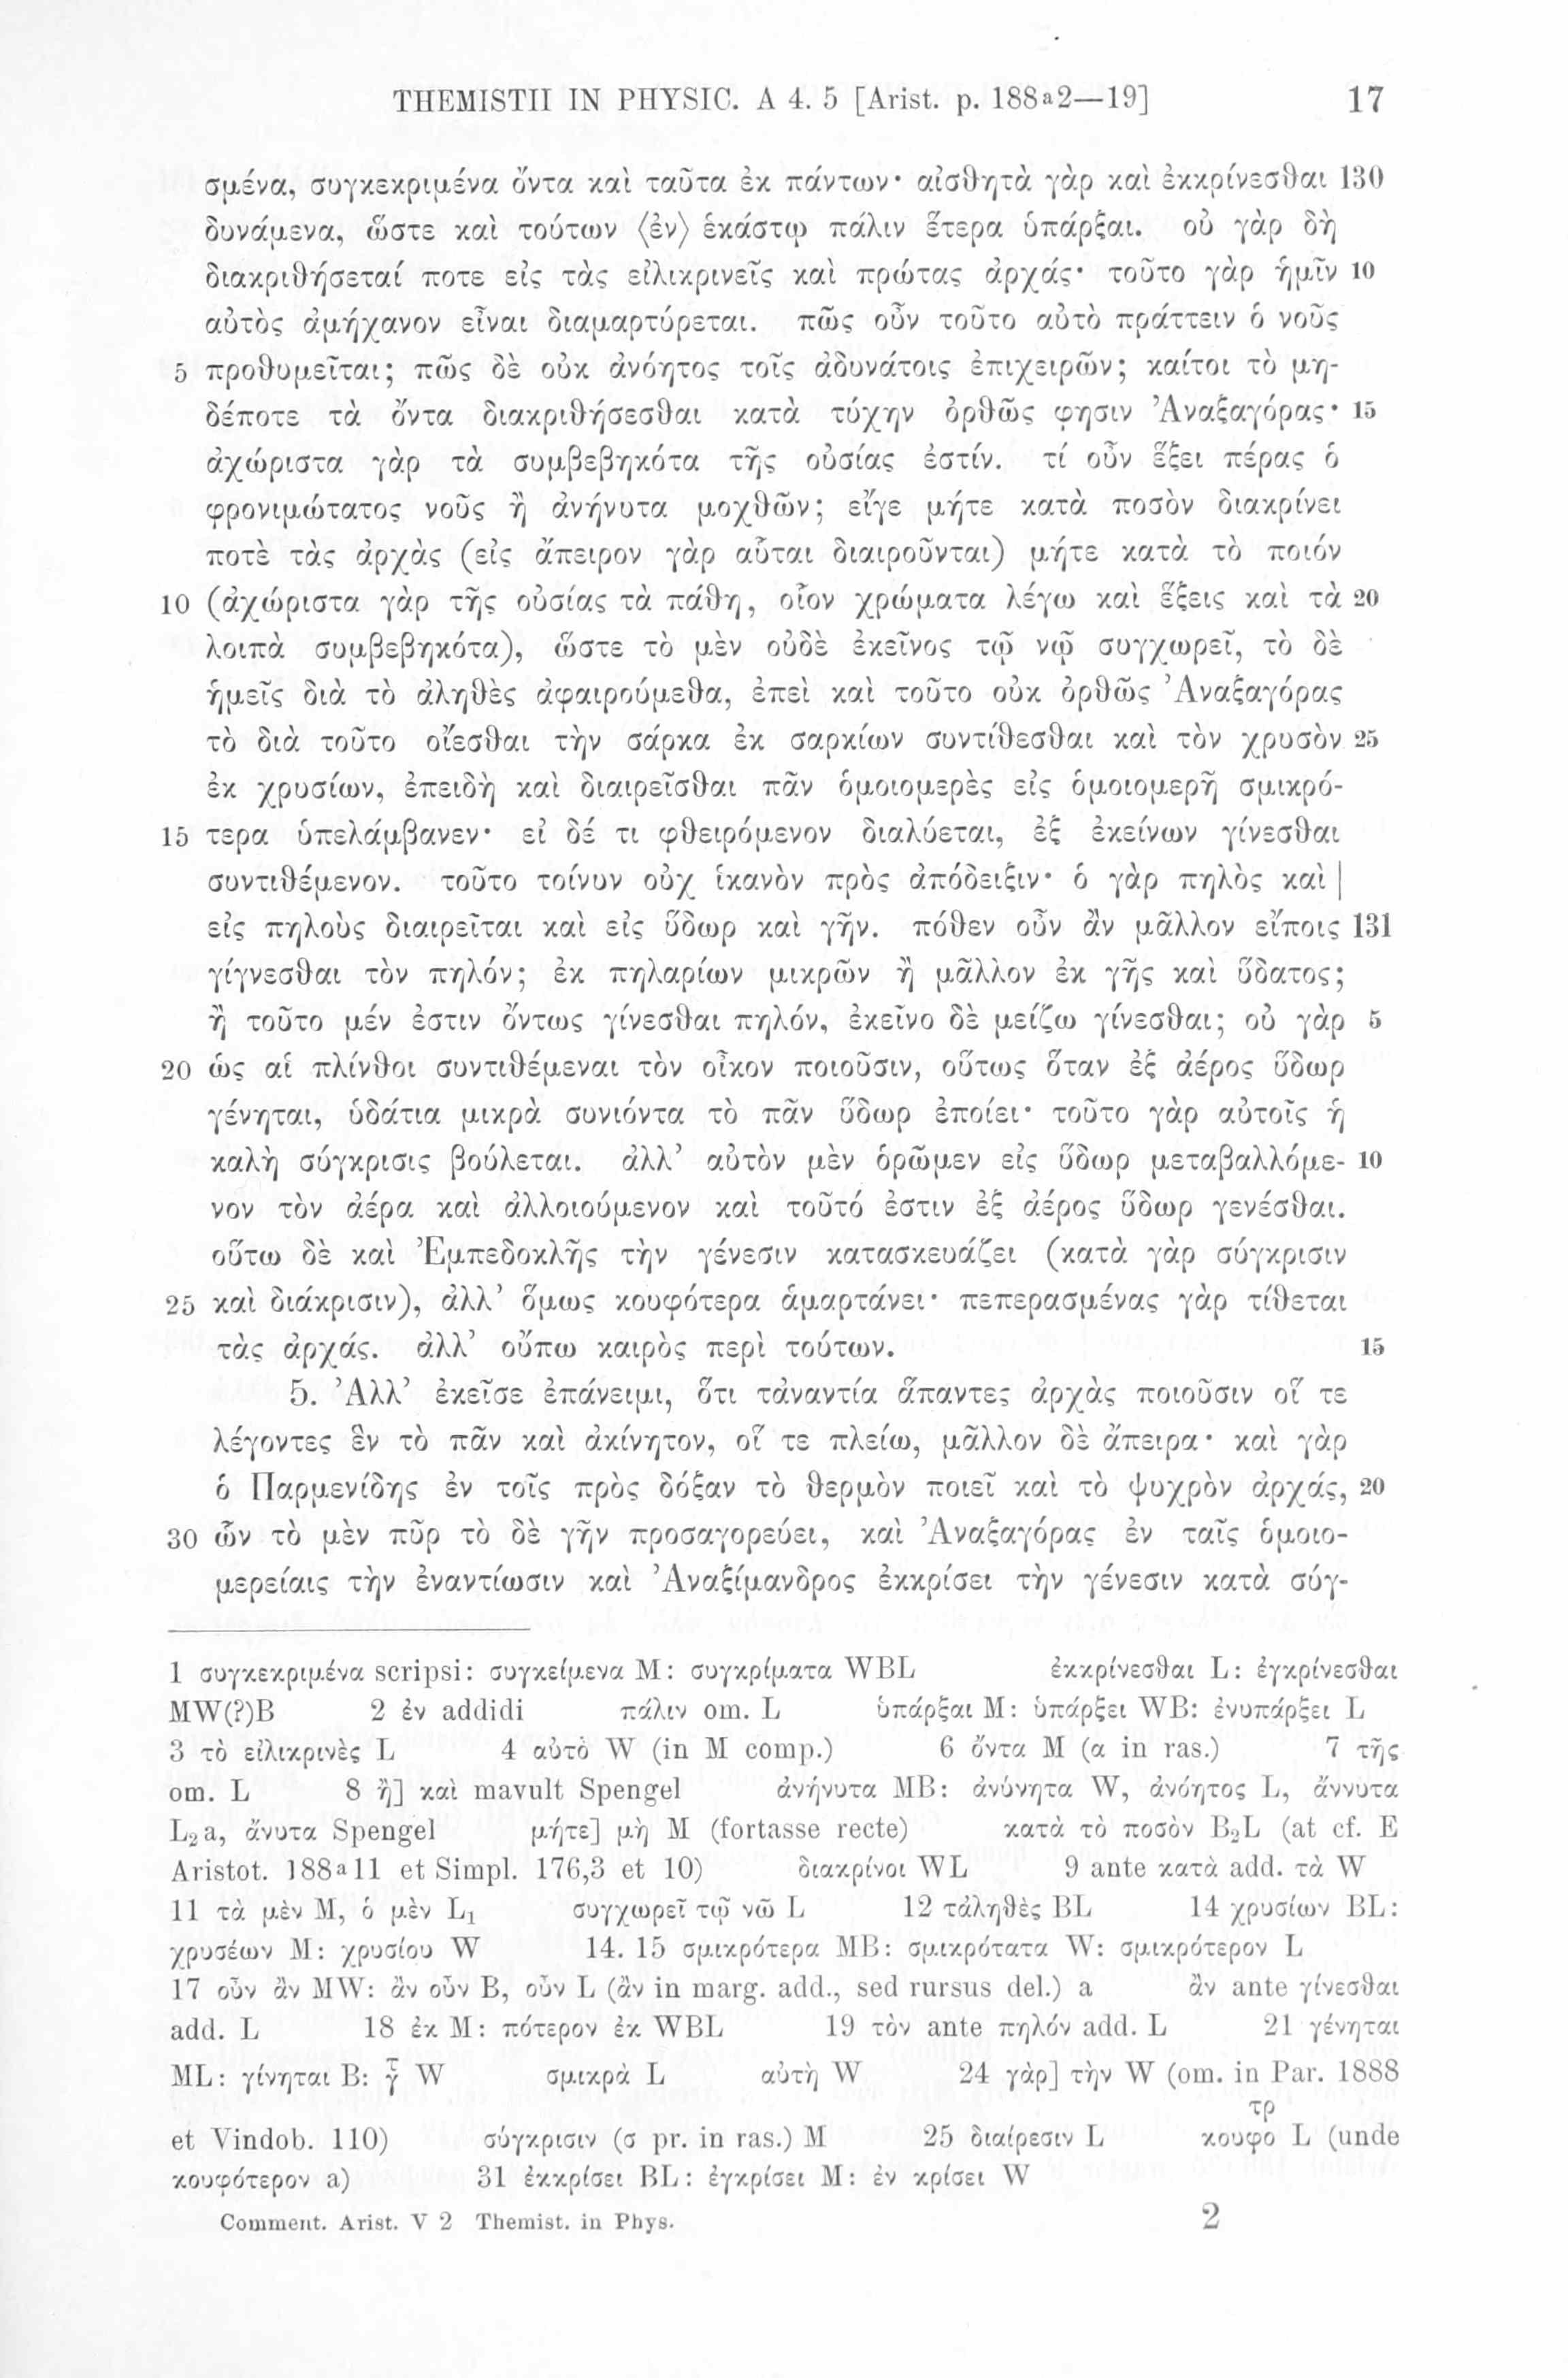 THEMISTII IN PHYSIC. A 4. 5 [Arist. p. 188a2—19] 17
σμένα, συγκεκριμένα ὄντα καὶ ταῦτα ἐκ πάντων· αἰσθητὰ γὰρ καὶ ἐκκρίνεσθαι 130
δυνάμενα, ὥστε καὶ τούτων ⟨ἐν⟩ ἑκάστῳ πάλιν ἕτερα ὑπάρξαι. οὐ γὰρ δὴ
διακριθήσεταί ποτε εἰς τὰς εἰλικρινεῖς καὶ πρώτας ἀρχάς· τοῦτο γὰρ ἡμῖν 10
αὐτὸς ἀμήχανον εἶναι διαμαρτύρεται. πῶς οὖν τοῦτο αὐτὸ πράττειν ὁ νοῦς
5 προθυμεῖται; πῶς δὲ οὐκ ἀνόητος τοῖς ἀδυνάτοις ἐπιχειρῶν; καίτοι τὸ μη-
δέποτε τὰ ὄντα διακριθήσεσθαι κατὰ τύχην ὀρθῶς φησιν Ἀναξαγόρας· 15
ἀχώριστα γὰρ τὰ συμβεβηκότα τῆς οὐσίας ἐστίν. τί οὖν ἕξει πέρας ὁ
φρονιμώτατος νοῦς ἢ ἀνήνυτα μοχθῶν; εἴγε μήτε κατὰ ποσὸν διακρίνει
ποτὲ τὰς ἀρχὰς (εἰς ἄπειρον γὰρ αὗται διαιροῦνται) μήτε κατὰ τὸ ποιόν
10 (ἀχώριστα γὰρ τῆς οὐσίας τὰ πάθη, οἷον χρώματα λέγω καὶ ἕξεις καὶ τὰ 20
λοιπὰ συμβεβηκότα), ὥστε τὸ μὲν οὐδὲ ἐκεῖνος τῷ νῷ συγχωρεῖ, τὸ δὲ
ἡμεῖς διὰ τὸ ἀληθὲς ἀφαιρούμεθα, ἐπεὶ καὶ τοῦτο οὐκ ὀρθῶς Ἀναξαγόρας
τὸ διὰ τοῦτο οἴεσθαι τὴν σάρκα ἐκ σαρκίων συντίθεσθαι καὶ τὸν χρυσὸν 25
ἐκ χρυσίων, ἐπειδὴ καὶ διαιρεῖσθαι πᾶν ὁμοιομερὲς εἰς ὁμοιομερῆ σμικρό-
15 τερα ὑπελάμβανεν· εἰ δέ τι φθειρόμενον διαλύεται, ἐξ ἐκείνων γίνεσθαι
συντιθέμενον. τοῦτο τοίνυν οὐχ ἱκανὸν πρὸς ἀπόδειξιν· ὁ γὰρ πηλὸς καὶ |
εἰς πηλοὺς διαιρεῖται καὶ εἰς ὕδωρ καὶ γῆν. πόθεν οὖν ἂν μᾶλλον εἴποις 131
γίγνεσθαι τὸν πηλόν; ἐκ πηλαρίων μικρῶν ἢ μᾶλλον ἐκ γῆς καὶ ὕδατος;
ἢ τοῦτο μέν ἐστιν ὄντως γίνεσθαι πηλόν, ἐκεῖνο δὲ μείζω γίνεσθαι; οὐ γὰρ 5
20 ὡς αἱ πλίνθοι συντιθέμεναι τὸν οἶκον ποιοῦσιν, οὕτως ὅταν ἐξ ἀέρος ὕδωρ
γένηται, ὑδάτια μικρὰ συνιόντα τὸ πᾶν ὕδωρ ἐποίει· τοῦτο γὰρ αὐτοῖς ἡ
καλὴ σύγκρισις βούλεται. ἀλλ’ αὐτὸν μὲν ὁρῶμεν εἰς ὕδωρ μεταβαλλόμε- 10
νον τὸν ἀέρα καὶ ἀλλοιούμενον καὶ τοῦτό ἐστιν ἐξ ἀέρος ὕδωρ γενέσθαι.
οὕτω δὲ καὶ Ἐμπεδοκλῆς τὴν γένεσιν κατασκευάζει (κατὰ γὰρ σύγκρισιν
25 καὶ διάκρισιν), ἀλλ’ ὅμως κουφότερα ἁμαρτάνει· πεπερασμένας γὰρ τίθεται
τὰς ἀρχάς. ἀλλ’ οὔπω καιρὸς περὶ τούτων. 15
5. Ἀλλ’ ἐκεῖσε ἐπάνειμι, ὅτι τἀναντία ἅπαντες ἀρχὰς ποιοῦσιν οἵ τε
λέγοντες ἓν τὸ πᾶν καὶ ἀκίνητον, οἵ τε πλείω, μᾶλλον δὲ ἄπειρα· καὶ γὰρ
ὁ Παρμενίδης ἐν τοῖς πρὸς δόξαν τὸ θερμὸν ποιεῖ καὶ τὸ ψυχρὸν ἀρχάς, 20
30 ὧν τὸ μὲν πῦρ τὸ δὲ γῆν προσαγορεύει, καὶ Ἀναξαγόρας ἐν ταῖς ὁμοιο-
μερείαις τὴν ἐναντίωσιν καὶ Ἀναξίμανδρος ἐκκρίσει τὴν γένεσιν κατὰ σύγ-
1 συγκεκριμένα scripsi: συγκείμενα M: συγκρίματα WBL ἐκκρίνεσθαι L: ἐγκρίνεσθαι
MW(?)B 2 ἐν addidi πάλιν om. L ὑπάρξαι M: ὑπάρξει WB: ἐνυπάρξει L
3 τὸ εἰλικρινὲς L 4 αὐτὸ W (in M comp.) 6 ὄντα M (α in ras.) 7 τῆς
om. L 8 ἢ] καὶ mavult Spengel ἀνήνυτα MB: ἀνύνητα W, ἀνόητος L, ἄννυτα
L2 a, ἄνυτα Spengel μήτε] μὴ M (fortasse recte) κατὰ τὸ ποσὸν B2L (at cf. E
Aristot. 188a11 et Simpl. 176,3 et 10) διακρίνοι WL 9 ante κατὰ add. τὰ W
11 τὰ μὲν M, ὁ μὲν L1 συγχωρεῖ τῷ νῶ L 12 τἀληθὲς BL 14 χρυσίων BL:
χρυσέων M: χρυσίου W 14. 15 σμικρότερα MB: σμικρότατα W: σμικρότερον L
17 οὖν ἂν MW: ἂν οὖν B, οὖν L (ἂν in marg. add., sed rursus del.) a ἂν ante γίνεσθαι
add. L 18 ἐκ M: πότερον ἐκ WBL 19 τὸν ante πηλόν add. L 21 γένηται
ML: γίνηται B: γτ W σμικρὰ L αὐτὴ W 24 γὰρ] τὴν W (om. in Par. 1888
et Vindob. 110) σύγκρισιν (σ pr. in ras.) M 25 διαίρεσιν L κουφοτρ L (unde
κουφότερον a) 31 ἐκκρίσει BL: ἐγκρίσει M: ἐν κρίσει W
Comment. Arist. V 2 Themist. in Phys. 2